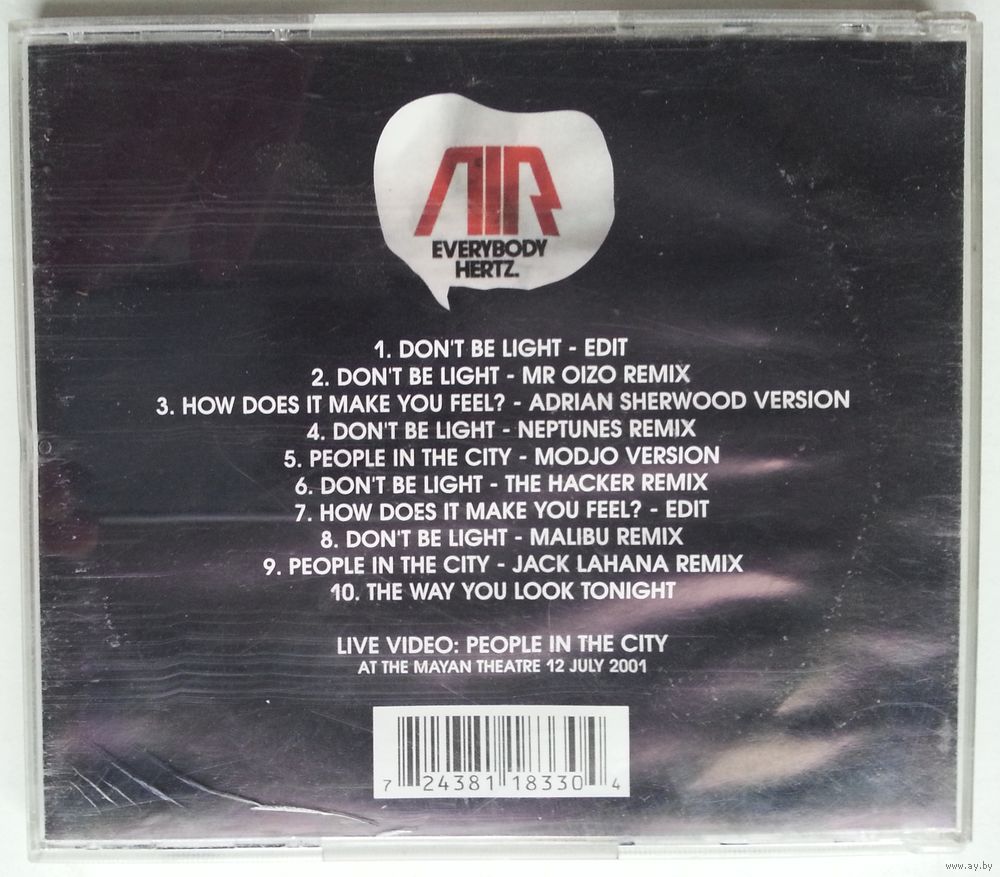 AIR
EVERYBODY
HERTZ.
1. DON'T BE LIGHT - EDIT
2. DON'T BE LIGHT - MR OIZO REMIX
3. HOW DOES IT MAKE YOU FEEL? - ADRIAN SHERWOOD VERSION
4. DON'T BE LIGHT - NEPTUNES REMIX
5. PEOPLE IN THE CITY - MODJO VERSION
6. DON'T BE LIGHT - THE HACKER REMIX
7. HOW DOES IT MAKE YOU FEEL? - EDIT
8. DON'T BE LIGHT - MALIBU REMIX
9. PEOPLE IN THE CITY - JACK LAHANA REMIX
10. THE WAY YOU LOOK TONIGHT
LIVE VIDEO: PEOPLE IN THE CITY
AT THE MAYAN THEATRE 12 JULY 2001
7 24381 18330 4
www.ay.by